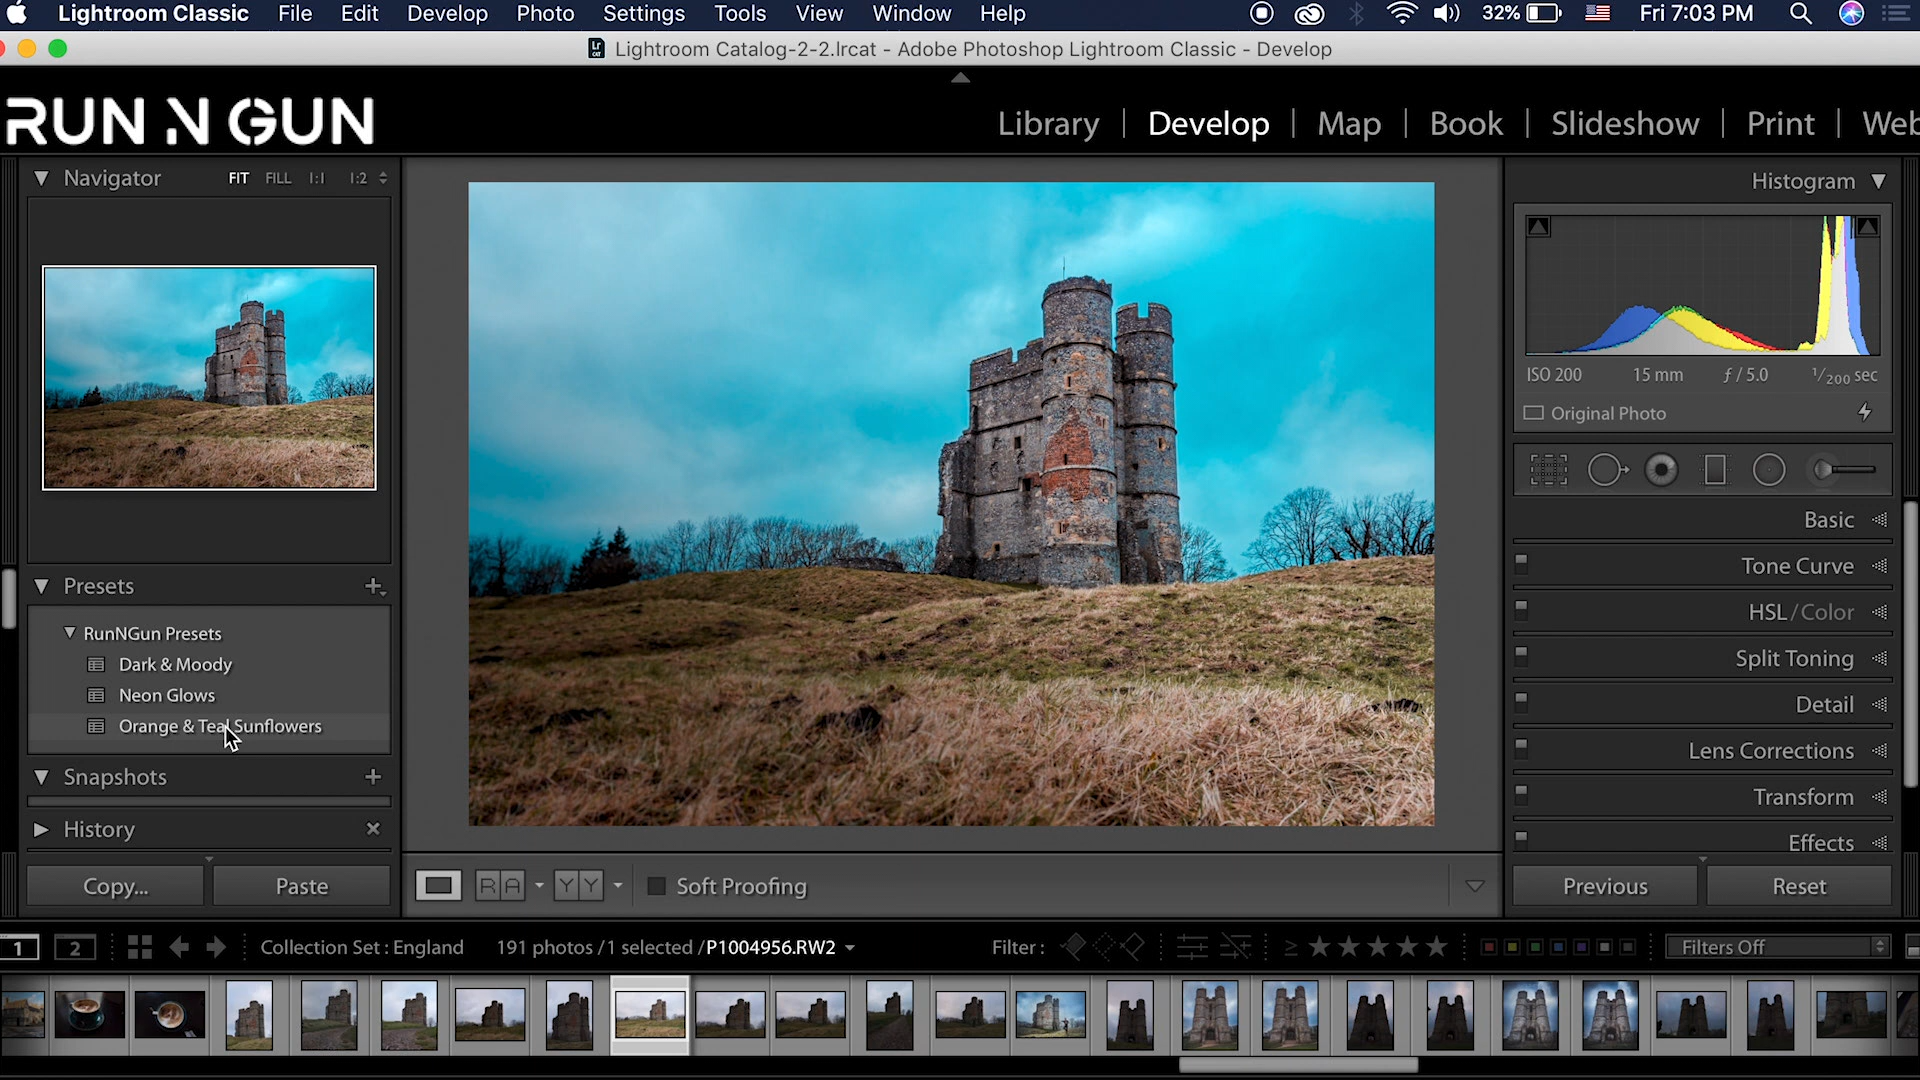 Lightroom Classic File Edit Develop Photo Settings Tools View Window Help 32% Fri 7:03 PM
Lightroom Catalog-2-2.lrcat - Adobe Photoshop Lightroom Classic - Develop
RUN N GUN
Library | Develop | Map | Book | Slideshow | Print | Web
Navigator FIT FILL 1:1 1:2
Histogram
ISO 200 15 mm ƒ / 5.0 1/200 sec
Original Photo
Basic
Tone Curve
HSL / Color
Split Toning
Detail
Lens Corrections
Transform
Effects
Presets
RunNGun Presets
Dark & Moody
Neon Glows
Orange & Teal Sunflowers
Snapshots
History
Copy... Paste
R A Y Y Soft Proofing
Previous Reset
1 2 Collection Set : England 191 photos / 1 selected / P1004956.RW2 Filter : ≥ Filters Off